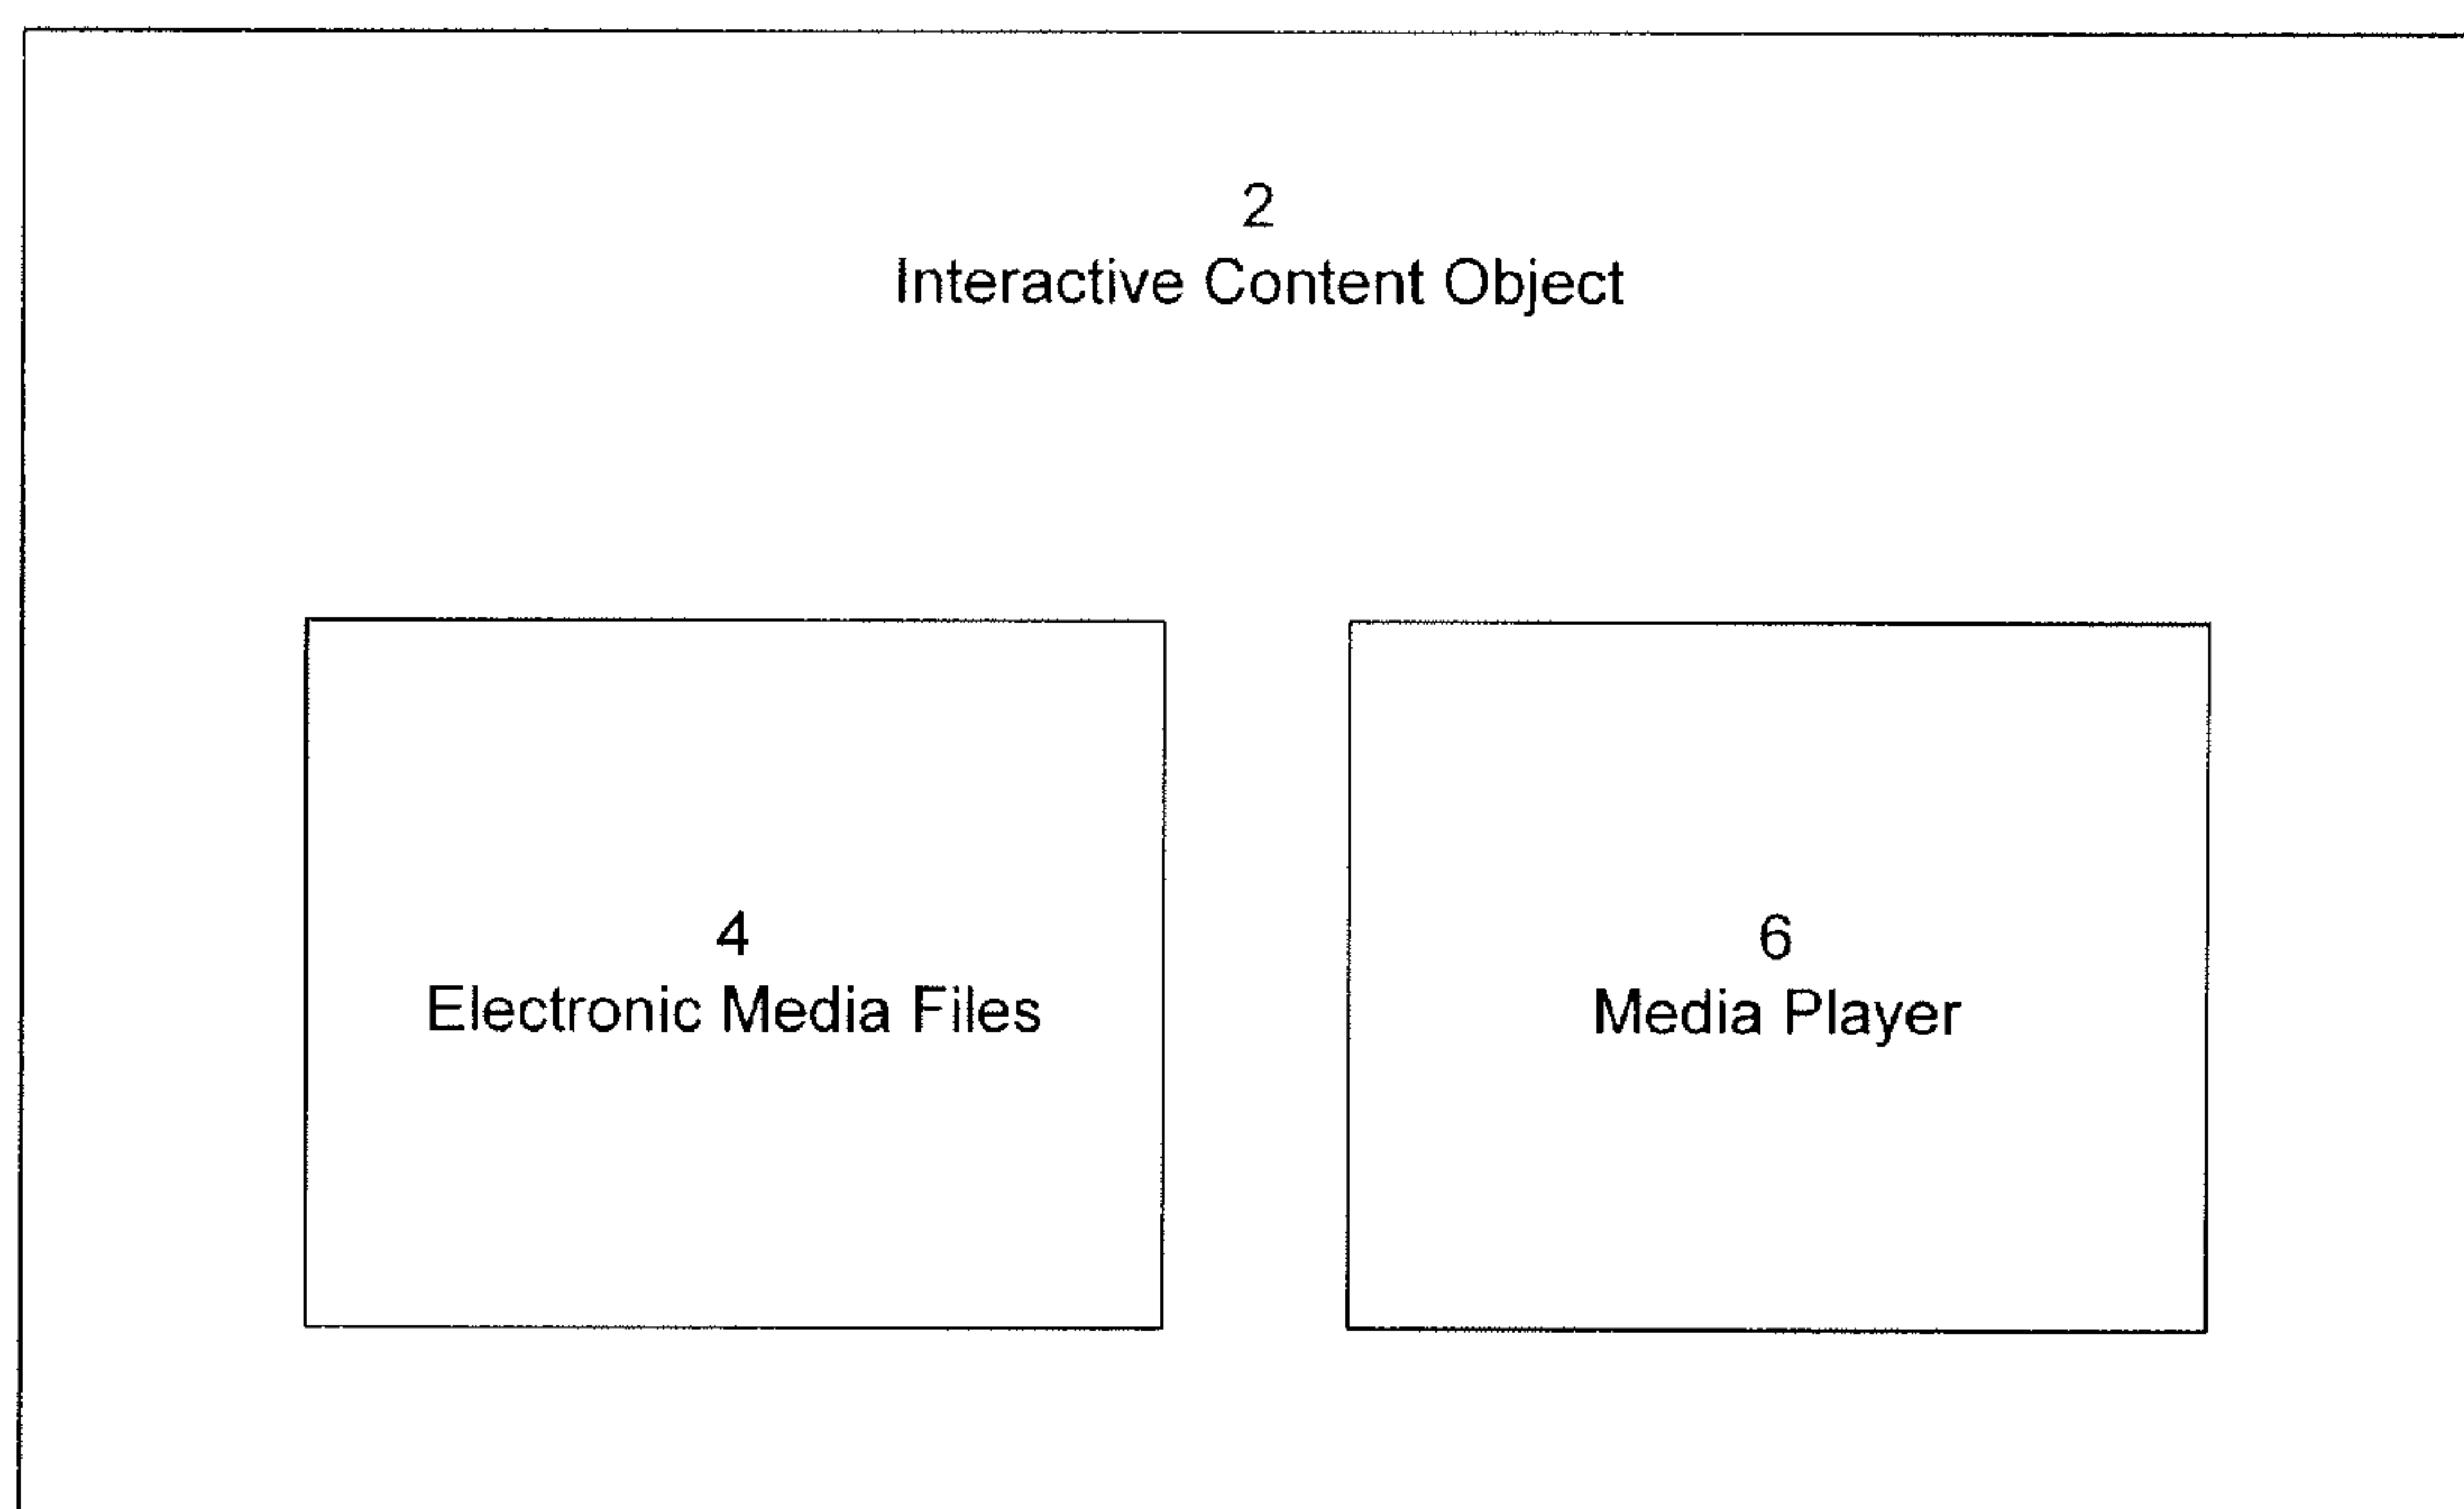 2
Interactive Content Object
4
Electronic Media Files
6
Media Player